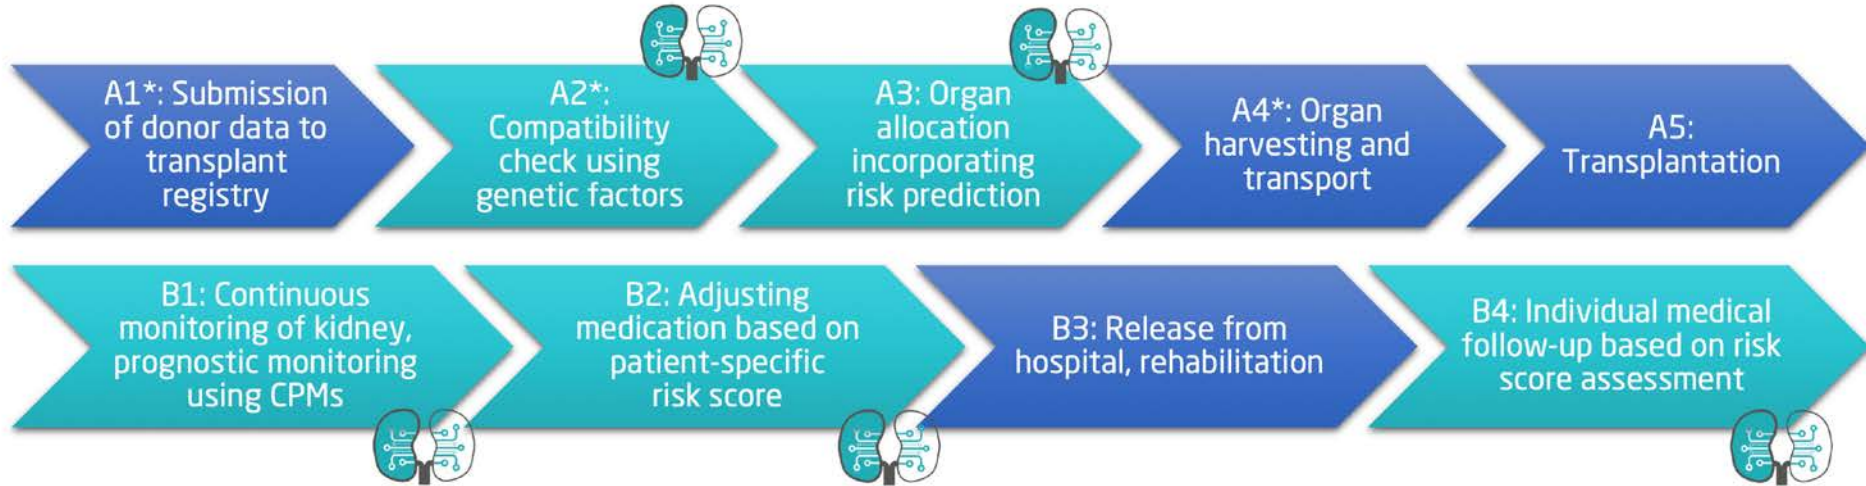 A1*: Submission
of donor data to
transplant
registry
A2*:
Compatibility
check using
genetic factors
A3: Organ
allocation
incorporating
risk prediction
A4*: Organ
harvesting and
transport
A5:
Transplantation
B1: Continuous
monitoring of kidney,
prognostic monitoring
using CPMs
B2: Adjusting
medication based on
patient-specific
risk score
B3: Release from
hospital, rehabilitation
B4: Individual medical
follow-up based on risk
score assessment